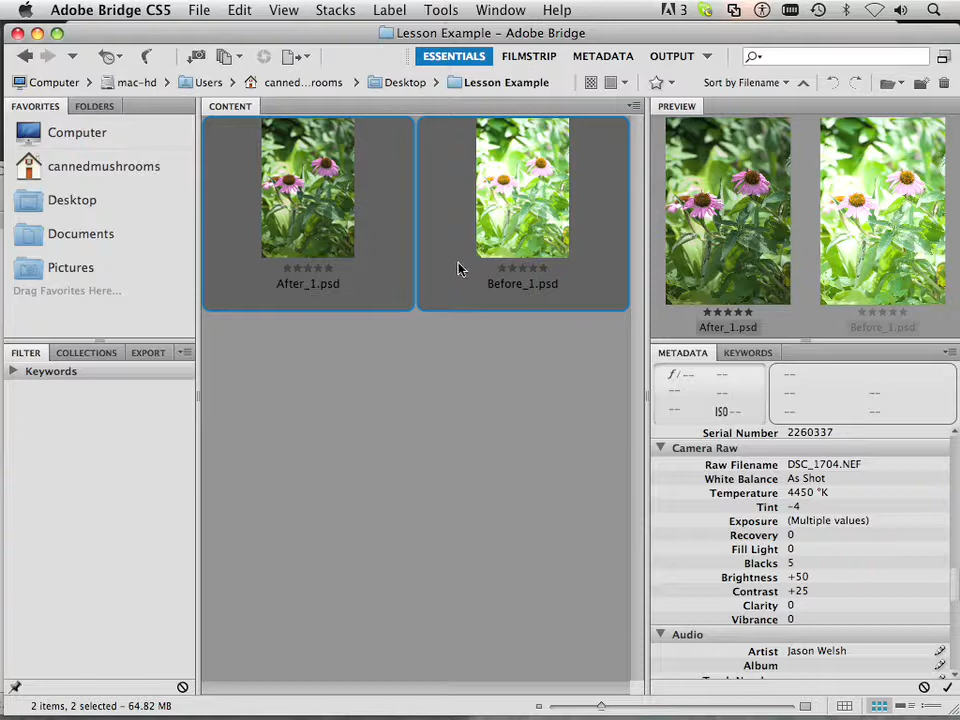 Adobe Bridge CS5 File Edit View Stacks Label Tools Window Help 3
Lesson Example – Adobe Bridge
ESSENTIALS FILMSTRIP METADATA OUTPUT
Computer mac-hd Users canned...rooms Desktop Lesson Example Sort by Filename
FAVORITES FOLDERS
Computer
cannedmushrooms
Desktop
Documents
Pictures
Drag Favorites Here...
FILTER COLLECTIONS EXPORT
Keywords
CONTENT
After_1.psd Before_1.psd
PREVIEW
After_1.psd Before_1.psd
METADATA KEYWORDS
f/-- --
-- --
-- ISO--
--
-- --
-- --
Serial Number 2260337
Camera Raw
Raw Filename DSC_1704.NEF
White Balance As Shot
Temperature 4450 °K
Tint -4
Exposure (Multiple values)
Recovery 0
Fill Light 0
Blacks 5
Brightness +50
Contrast +25
Clarity 0
Vibrance 0
Audio
Artist Jason Welsh
Album
2 items, 2 selected - 64.82 MB